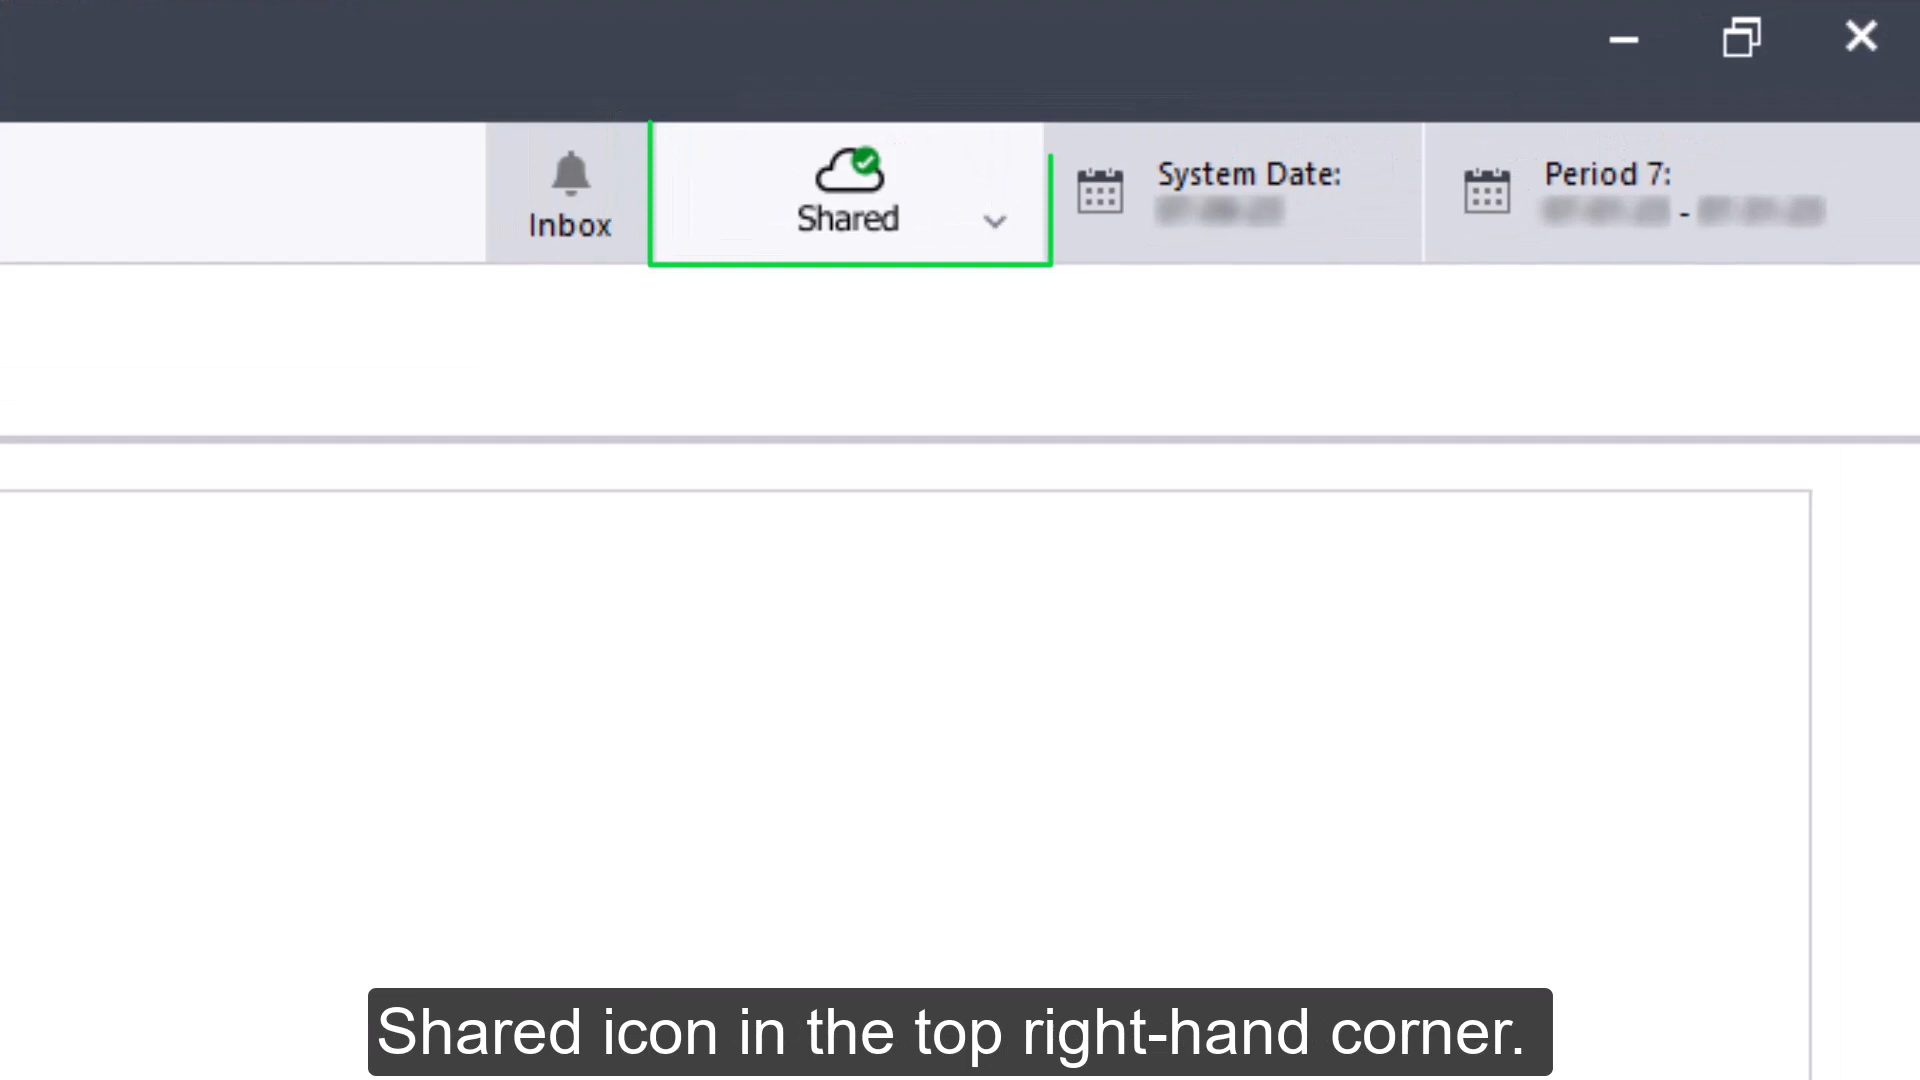 Inbox
Shared
System Date:
Period 7:
-
Shared icon in the top right-hand corner.